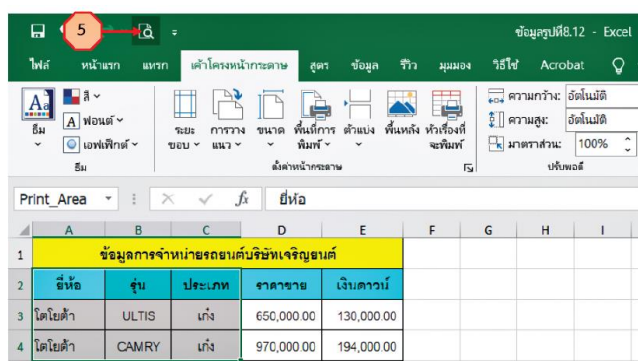 5
ข้อมูลรูปที่8.12 - Excel
ไฟล์ หน้าแรก แทรก เค้าโครงหน้ากระดาษ สูตร ข้อมูล รีวิว มุมมอง วิธีใช้ Acrobat
Aa สี ความกว้าง: อัตโนมัติ
A ฟอนต์ ความสูง: อัตโนมัติ
ธีม เอฟเฟ็กต์ ระยะขอบ การวางแนว ขนาด พื้นที่การพิมพ์ ตัวแบ่ง พื้นหลัง หัวเรื่องที่จะพิมพ์ มาตราส่วน: 100%
ธีม ตั้งค่าหน้ากระดาษ ปรับพอดี
Print_Area fx ยี่ห้อ
A B C D E F G H I
1 ข้อมูลการจำหน่ายรถยนต์บริษัทเจริญยนต์
2 ยี่ห้อ รุ่น ประเภท ราคาขาย เงินดาวน์
3 โตโยต้า ULTIS เก๋ง 650,000.00 130,000.00
4 โตโยต้า CAMRY เก๋ง 970,000.00 194,000.00